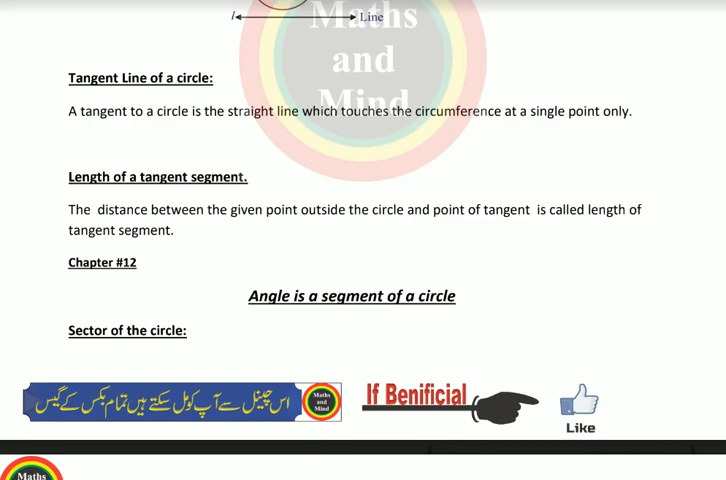 l Line
Maths
and
Mind
Tangent Line of a circle:
A tangent to a circle is the straight line which touches the circumference at a single point only.
Length of a tangent segment.
The distance between the given point outside the circle and point of tangent is called length of
tangent segment.
Chapter #12
Angle is a segment of a circle
Sector of the circle:
اس چینل سے آپ کو مل سکتے ہیں تمام بکس کے گیس
Maths
and
Mind
If Benificial
Like
Maths